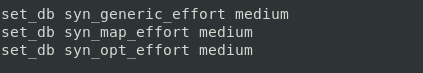 set_db syn_generic_effort medium
set_db syn_map_effort medium
set_db syn_opt_effort medium